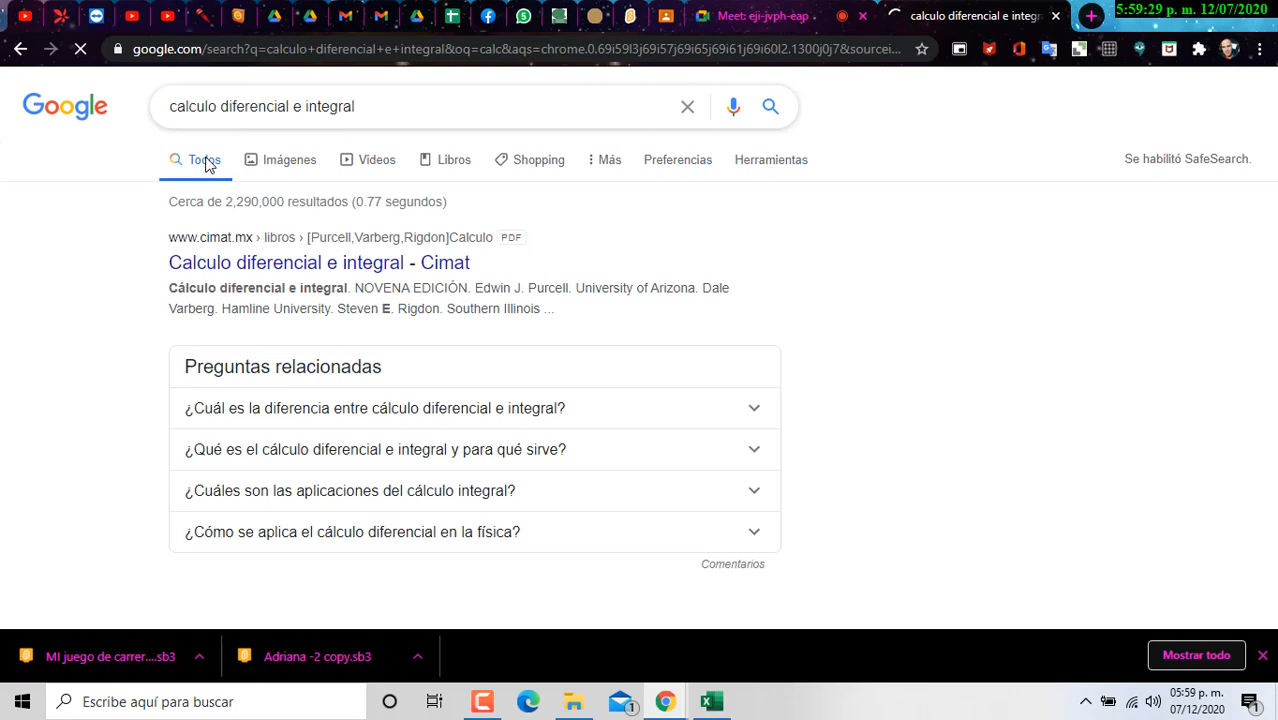 Meet: eji-jvph-eap
calculo diferencial e integr
5:59:29 p. m. 12/07/2020
google.com/search?q=calculo+diferencial+e+integral&oq=calc&aqs=chrome.0.69i59l3j69i57j69i65j69i61j69i60l2.1300j0j7&sourcei...
Google
calculo diferencial e integral
Todos
Imágenes
Videos
Libros
Shopping
Más
Preferencias
Herramientas
Se habilitó SafeSearch.
Cerca de 2,290,000 resultados (0.77 segundos)
www.cimat.mx › libros › [Purcell,Varberg,Rigdon]Calculo PDF
Calculo diferencial e integral - Cimat
Cálculo diferencial e integral. NOVENA EDICIÓN. Edwin J. Purcell. University of Arizona. Dale
Varberg. Hamline University. Steven E. Rigdon. Southern Illinois ...
Preguntas relacionadas
¿Cuál es la diferencia entre cálculo diferencial e integral?
¿Qué es el cálculo diferencial e integral y para qué sirve?
¿Cuáles son las aplicaciones del cálculo integral?
¿Cómo se aplica el cálculo diferencial en la física?
Comentarios
MI juego de carrer....sb3
Adriana -2 copy.sb3
Mostrar todo
Escribe aquí para buscar
1
05:59 p. m.
07/12/2020
1